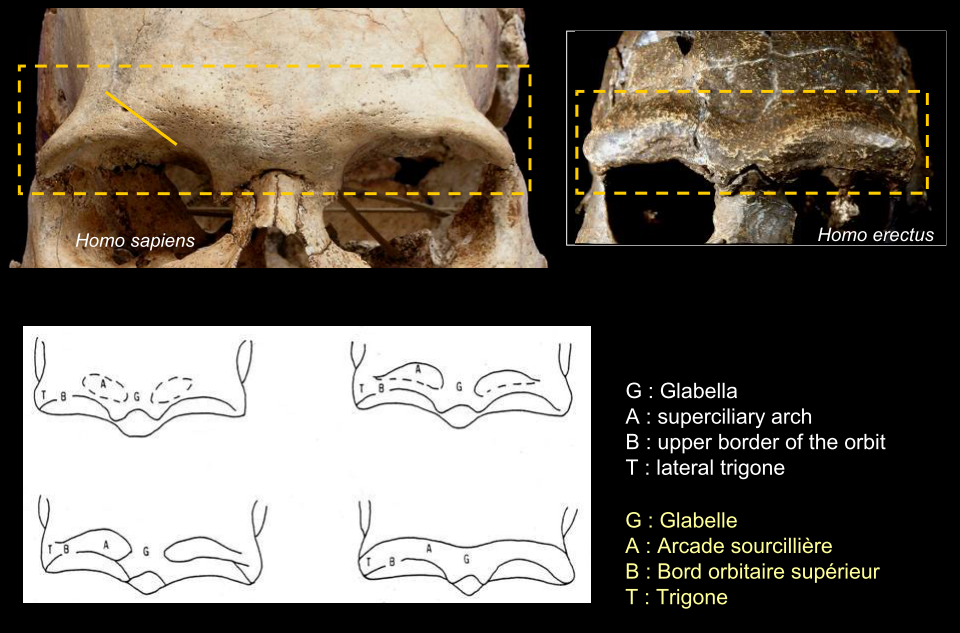 Homo sapiens
Homo erectus
A
T B G
A
T B G
T B A G
A
T B G
G : Glabella
A : superciliary arch
B : upper border of the orbit
T : lateral trigone
G : Glabelle
A : Arcade sourcillière
B : Bord orbitaire supérieur
T : Trigone